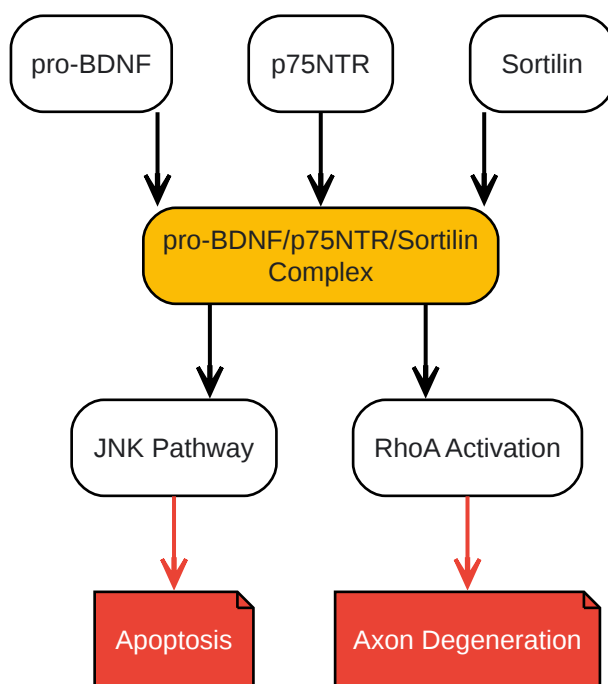 pro-BDNF
p75NTR
Sortilin
pro-BDNF/p75NTR/Sortilin
Complex
JNK Pathway
RhoA Activation
Apoptosis
Axon Degeneration